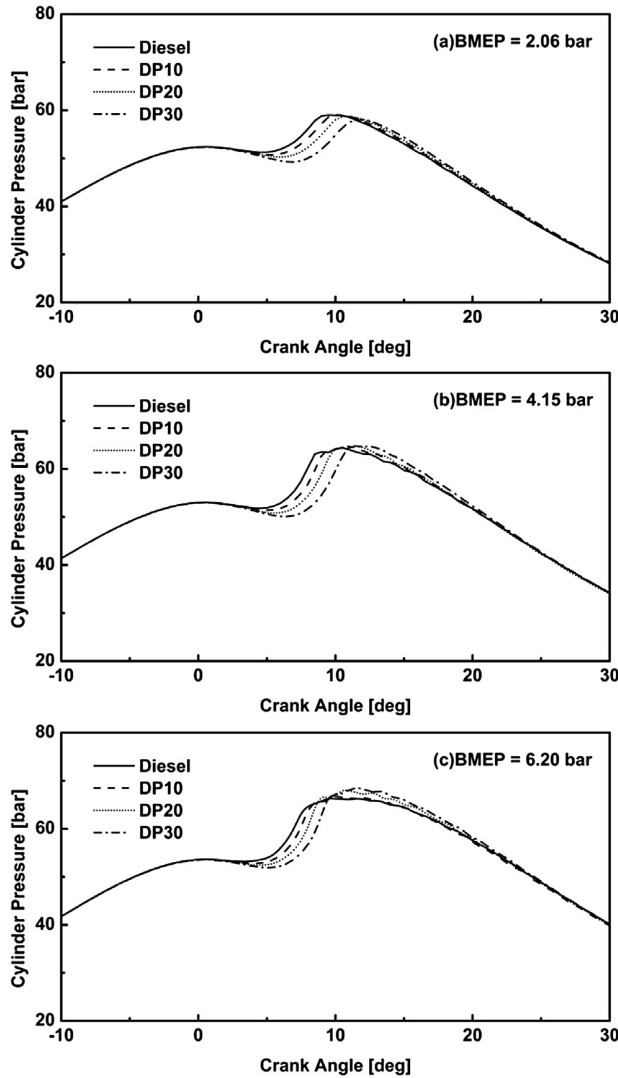 80
(a)BMEP = 2.06 bar
Diesel
DP10
DP20
DP30
60
40
20
Cylinder Pressure [bar]
-10 0 10 20 30
Crank Angle [deg]
80
(b)BMEP = 4.15 bar
Diesel
DP10
DP20
DP30
60
40
20
Cylinder Pressure [bar]
-10 0 10 20 30
Crank Angle [deg]
80
(c)BMEP = 6.20 bar
Diesel
DP10
DP20
DP30
60
40
20
Cylinder Pressure [bar]
-10 0 10 20 30
Crank Angle [deg]